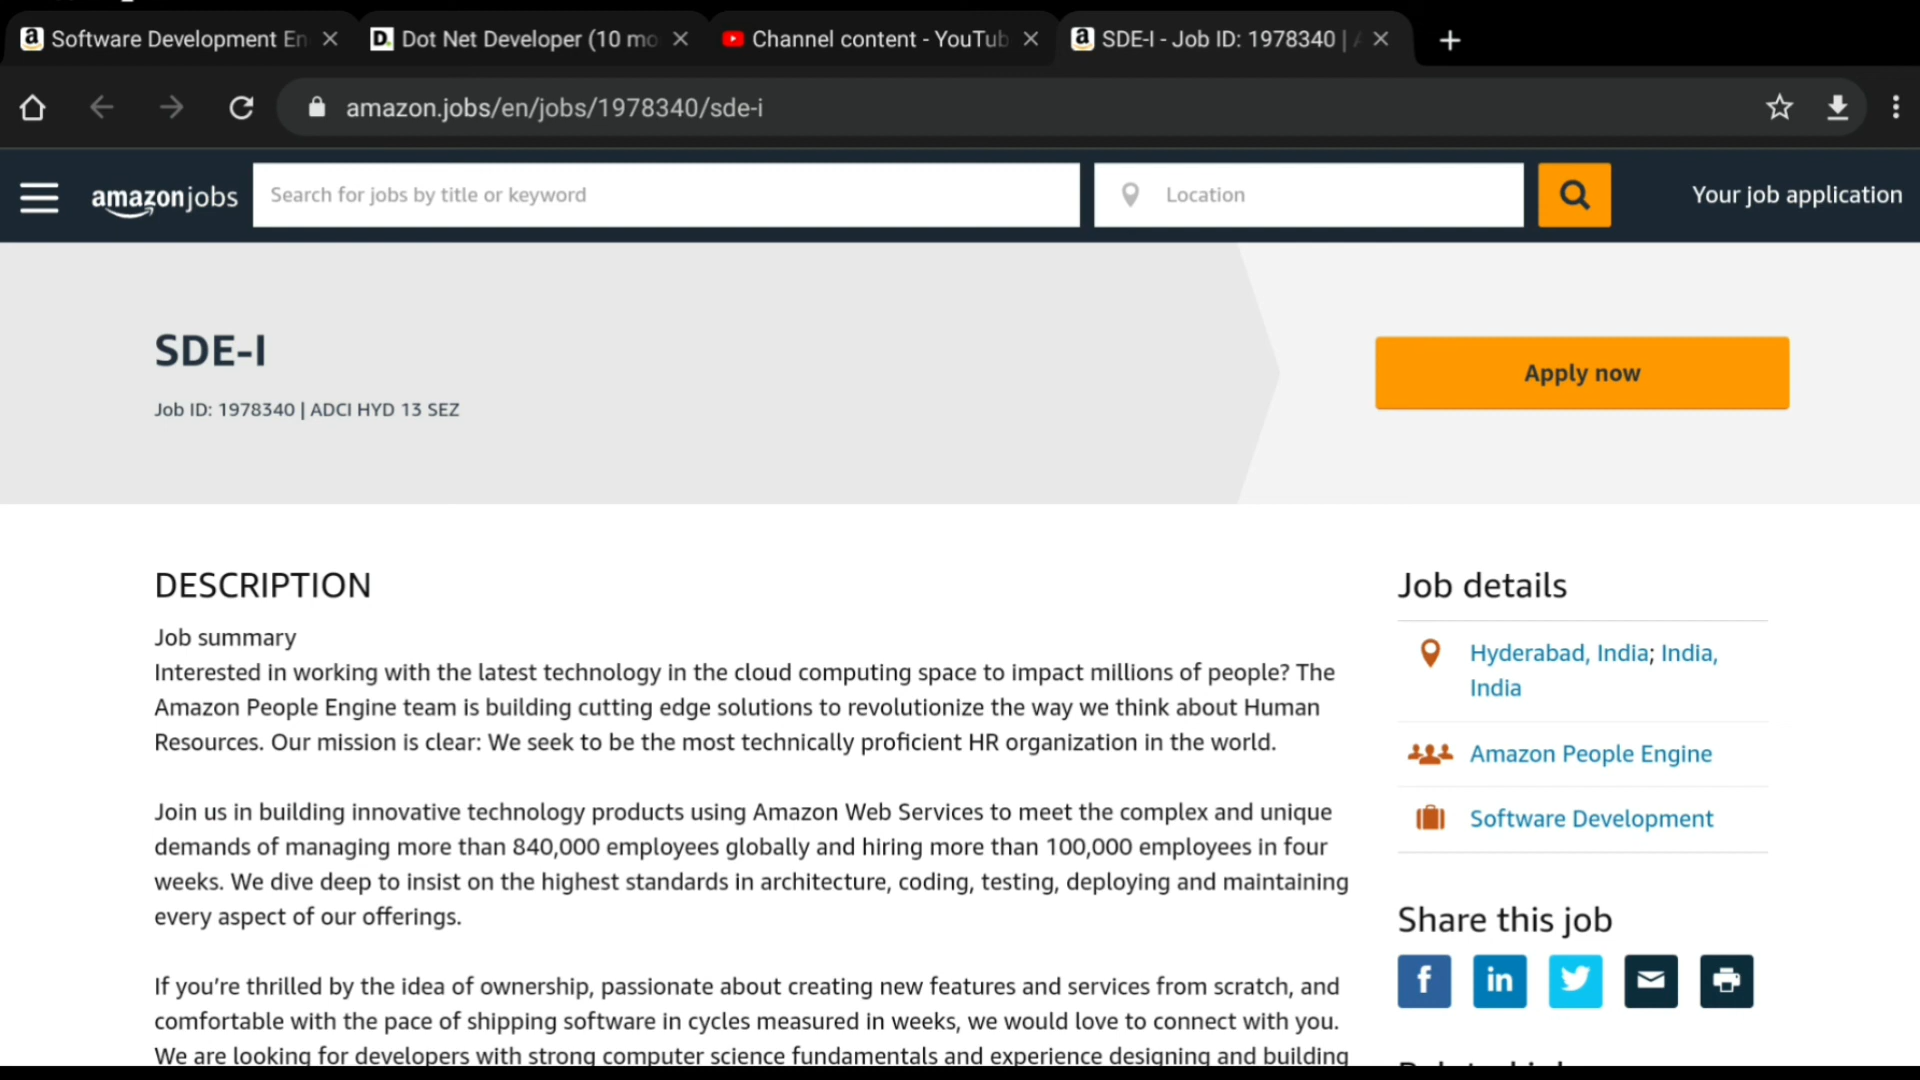 Software Development En
Dot Net Developer (10 mo
Channel content - YouTub
SDE-I - Job ID: 1978340 |
amazon.jobs/en/jobs/1978340/sde-i
amazonjobs
Search for jobs by title or keyword
Location
Your job application
SDE-I
Job ID: 1978340 | ADCI HYD 13 SEZ
Apply now
DESCRIPTION
Job summary
Interested in working with the latest technology in the cloud computing space to impact millions of people? The
Amazon People Engine team is building cutting edge solutions to revolutionize the way we think about Human
Resources. Our mission is clear: We seek to be the most technically proficient HR organization in the world.
Join us in building innovative technology products using Amazon Web Services to meet the complex and unique
demands of managing more than 840,000 employees globally and hiring more than 100,000 employees in four
weeks. We dive deep to insist on the highest standards in architecture, coding, testing, deploying and maintaining
every aspect of our offerings.
If you’re thrilled by the idea of ownership, passionate about creating new features and services from scratch, and
comfortable with the pace of shipping software in cycles measured in weeks, we would love to connect with you.
We are looking for developers with strong computer science fundamentals and experience designing and building
Job details
Hyderabad, India; India,
India
Amazon People Engine
Software Development
Share this job